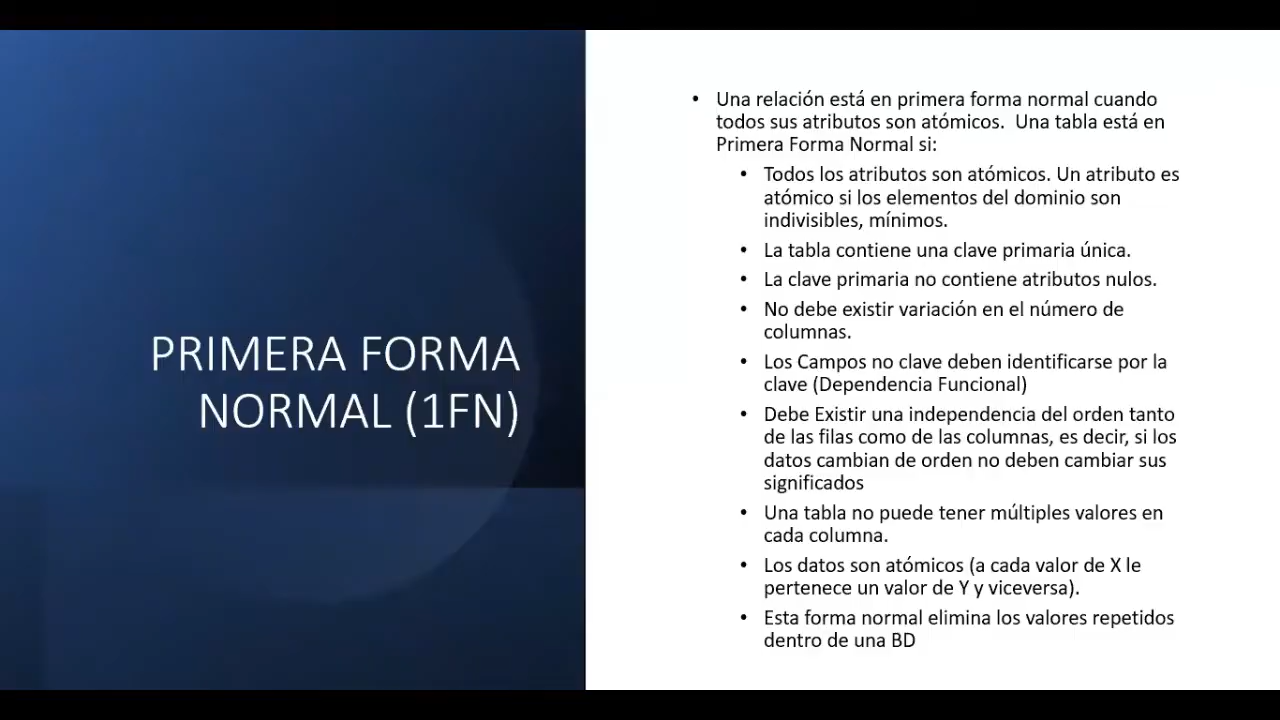 PRIMERA FORMA
NORMAL (1FN)
• Una relación está en primera forma normal cuando
todos sus atributos son atómicos.  Una tabla está en
Primera Forma Normal si:
• Todos los atributos son atómicos. Un atributo es
atómico si los elementos del dominio son
indivisibles, mínimos.
• La tabla contiene una clave primaria única.
• La clave primaria no contiene atributos nulos.
• No debe existir variación en el número de
columnas.
• Los Campos no clave deben identificarse por la
clave (Dependencia Funcional)
• Debe Existir una independencia del orden tanto
de las filas como de las columnas, es decir, si los
datos cambian de orden no deben cambiar sus
significados
• Una tabla no puede tener múltiples valores en
cada columna.
• Los datos son atómicos (a cada valor de X le
pertenece un valor de Y y viceversa).
• Esta forma normal elimina los valores repetidos
dentro de una BD